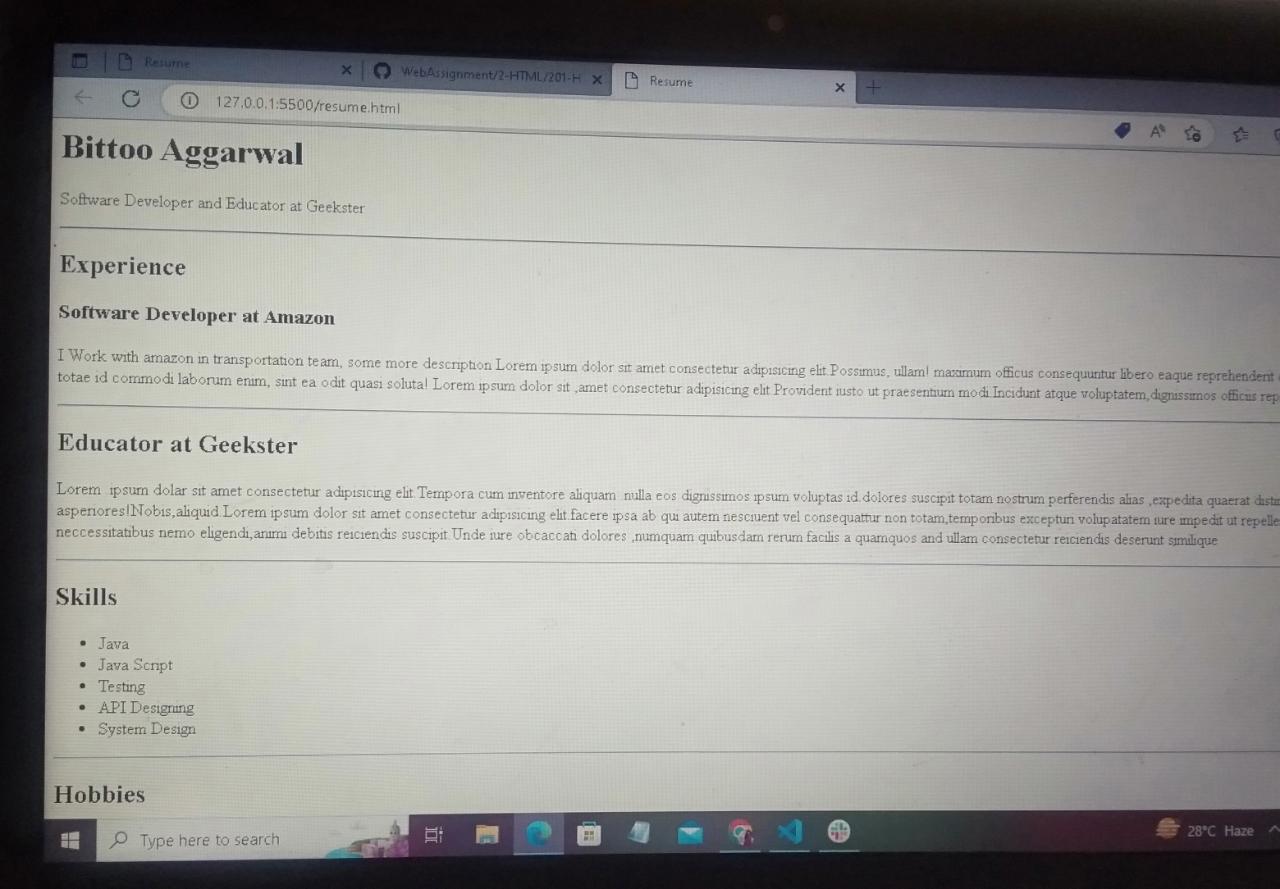 Resume
WebAssignment/2-HTML/201-H
Resume
127.0.0.1:5500/resume.html
Bittoo Aggarwal
Software Developer and Educator at Geekster
Experience
Software Developer at Amazon
I Work with amazon in transportation team, some more description Lorem ipsum dolor sit amet consectetur adipisicing elit.Possimus, ullam! maximum officus consequuntur libero eaque reprehenderit
totae id commodi laborum enim, sint ea odit quasi soluta! Lorem ipsum dolor sit ,amet consectetur adipisicing elit.Provident iusto ut praesentium modi.Incidunt atque voluptatem,dignissimos officiis rep
Educator at Geekster
Lorem ipsum dolar sit amet consectetur adipisicing elit.Tempora cum inventore aliquam nulla eos dignissimos ipsum voluptas id.dolores suscipit totam nostrum perferendis alias ,expedita quaerat
asperiores!Nobis,aliquid.Lorem ipsum dolor sit amet consectetur adipisicing elit.facere ipsa ab qui autem nesciuent vel consequattur non totam,temporibus excepturi volupatatem iure impedit ut repelle
neccessitatibus nemo eligendi,animi debitis reiciendis suscipit.Unde iure obcaccati dolores ,numquam quibusdam rerum facilis a quamquos and ullam consectetur reiciendis deserunt similique
Skills
Java
Java Script
Testing
API Designing
System Design
Hobbies
Type here to search
28°C Haze